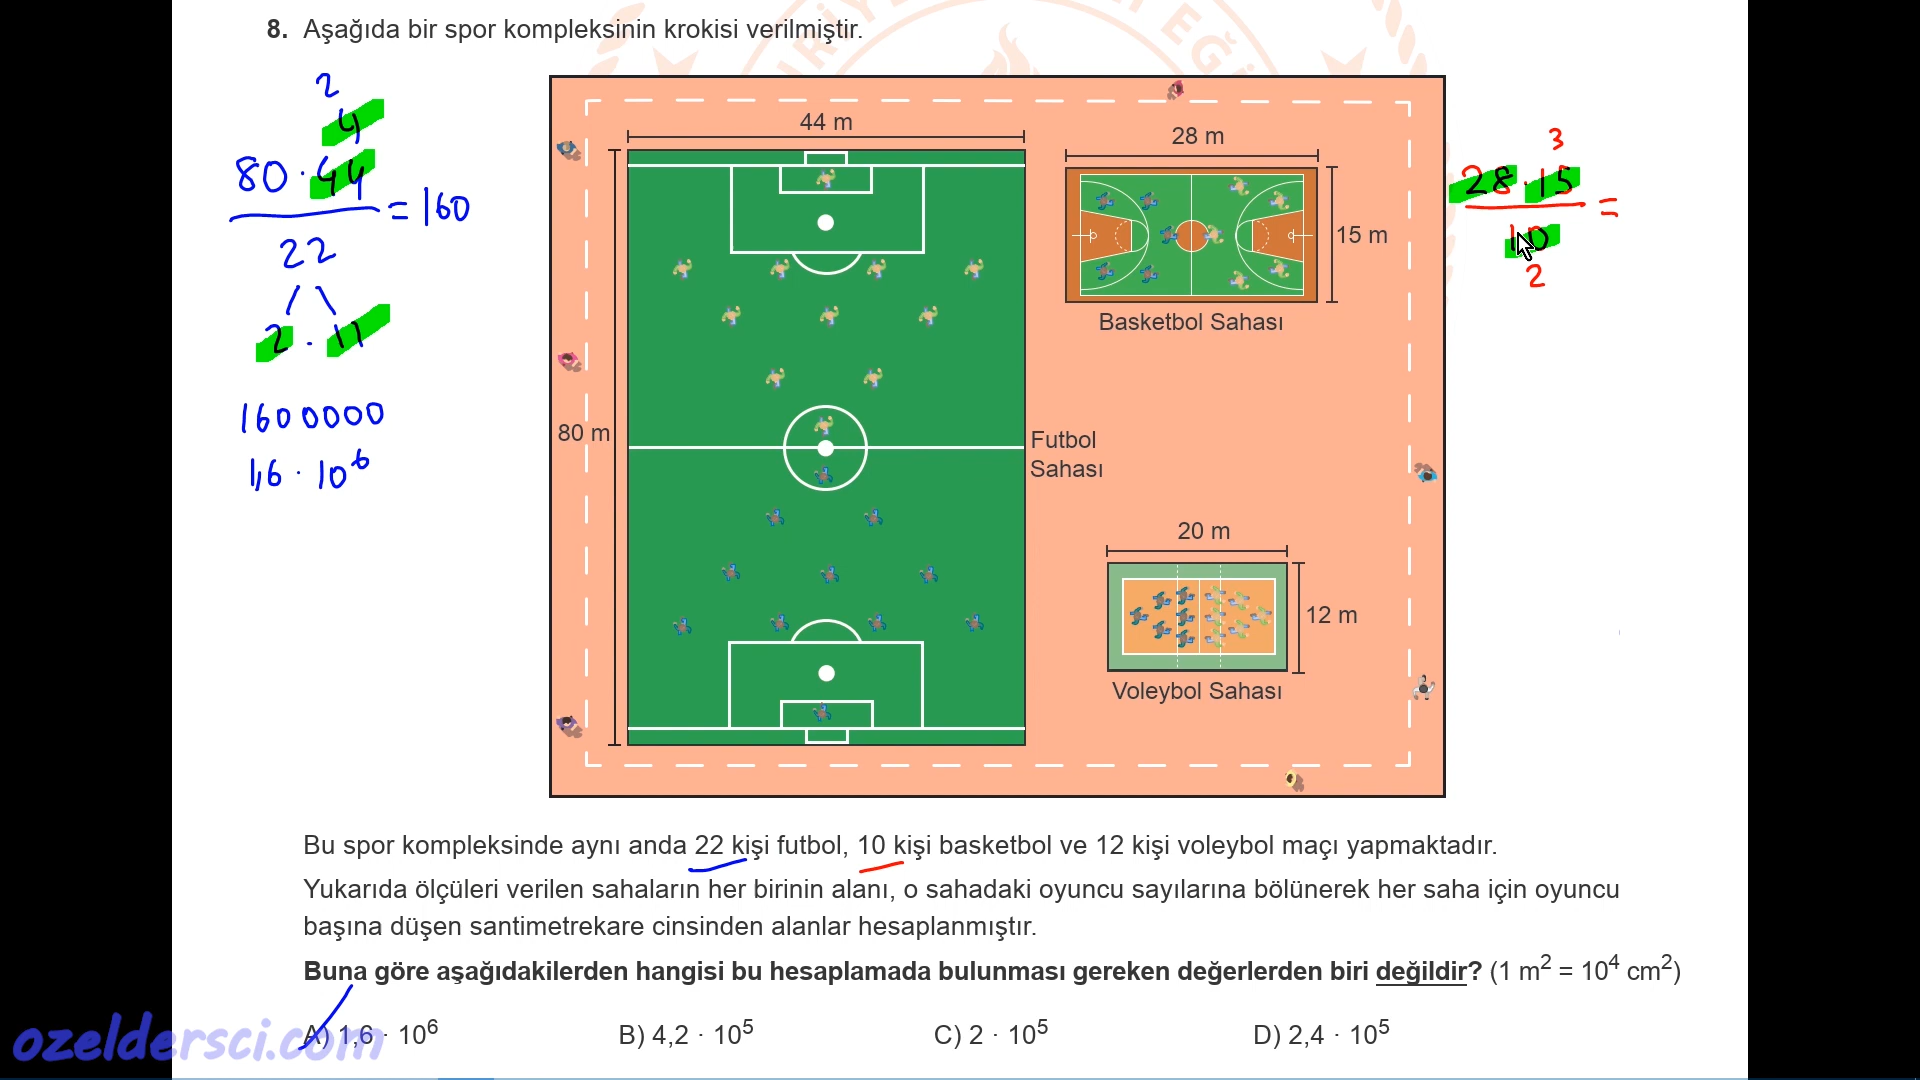 8. Aşağıda bir spor kompleksinin krokisi verilmiştir.
2
4
80 · 44
= 160
22
2 · 11
1600000
1,6 · 10⁶
44 m
80 m
Futbol
Sahası
28 m
15 m
Basketbol Sahası
20 m
12 m
Voleybol Sahası
3
28 · 15
=
10
2
Bu spor kompleksinde aynı anda 22 kişi futbol, 10 kişi basketbol ve 12 kişi voleybol maçı yapmaktadır.
Yukarıda ölçüleri verilen sahaların her birinin alanı, o sahadaki oyuncu sayılarına bölünerek her saha için oyuncu
başına düşen santimetrekare cinsinden alanlar hesaplanmıştır.
Buna göre aşağıdakilerden hangisi bu hesaplamada bulunması gereken değerlerden biri değildir? (1 m² = 10⁴ cm²)
A) 1,6 · 10⁶
B) 4,2 · 10⁵
C) 2 · 10⁵
D) 2,4 · 10⁵
ozeldersci.com